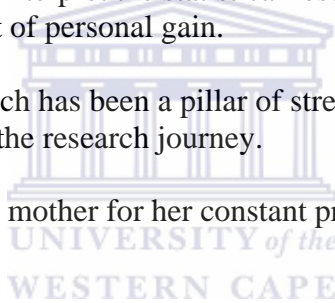 t of personal gain.
ch has been a pillar of stre
the research journey.
mother for her constant pr
UNIVERSITY of the
WESTERN CAPE